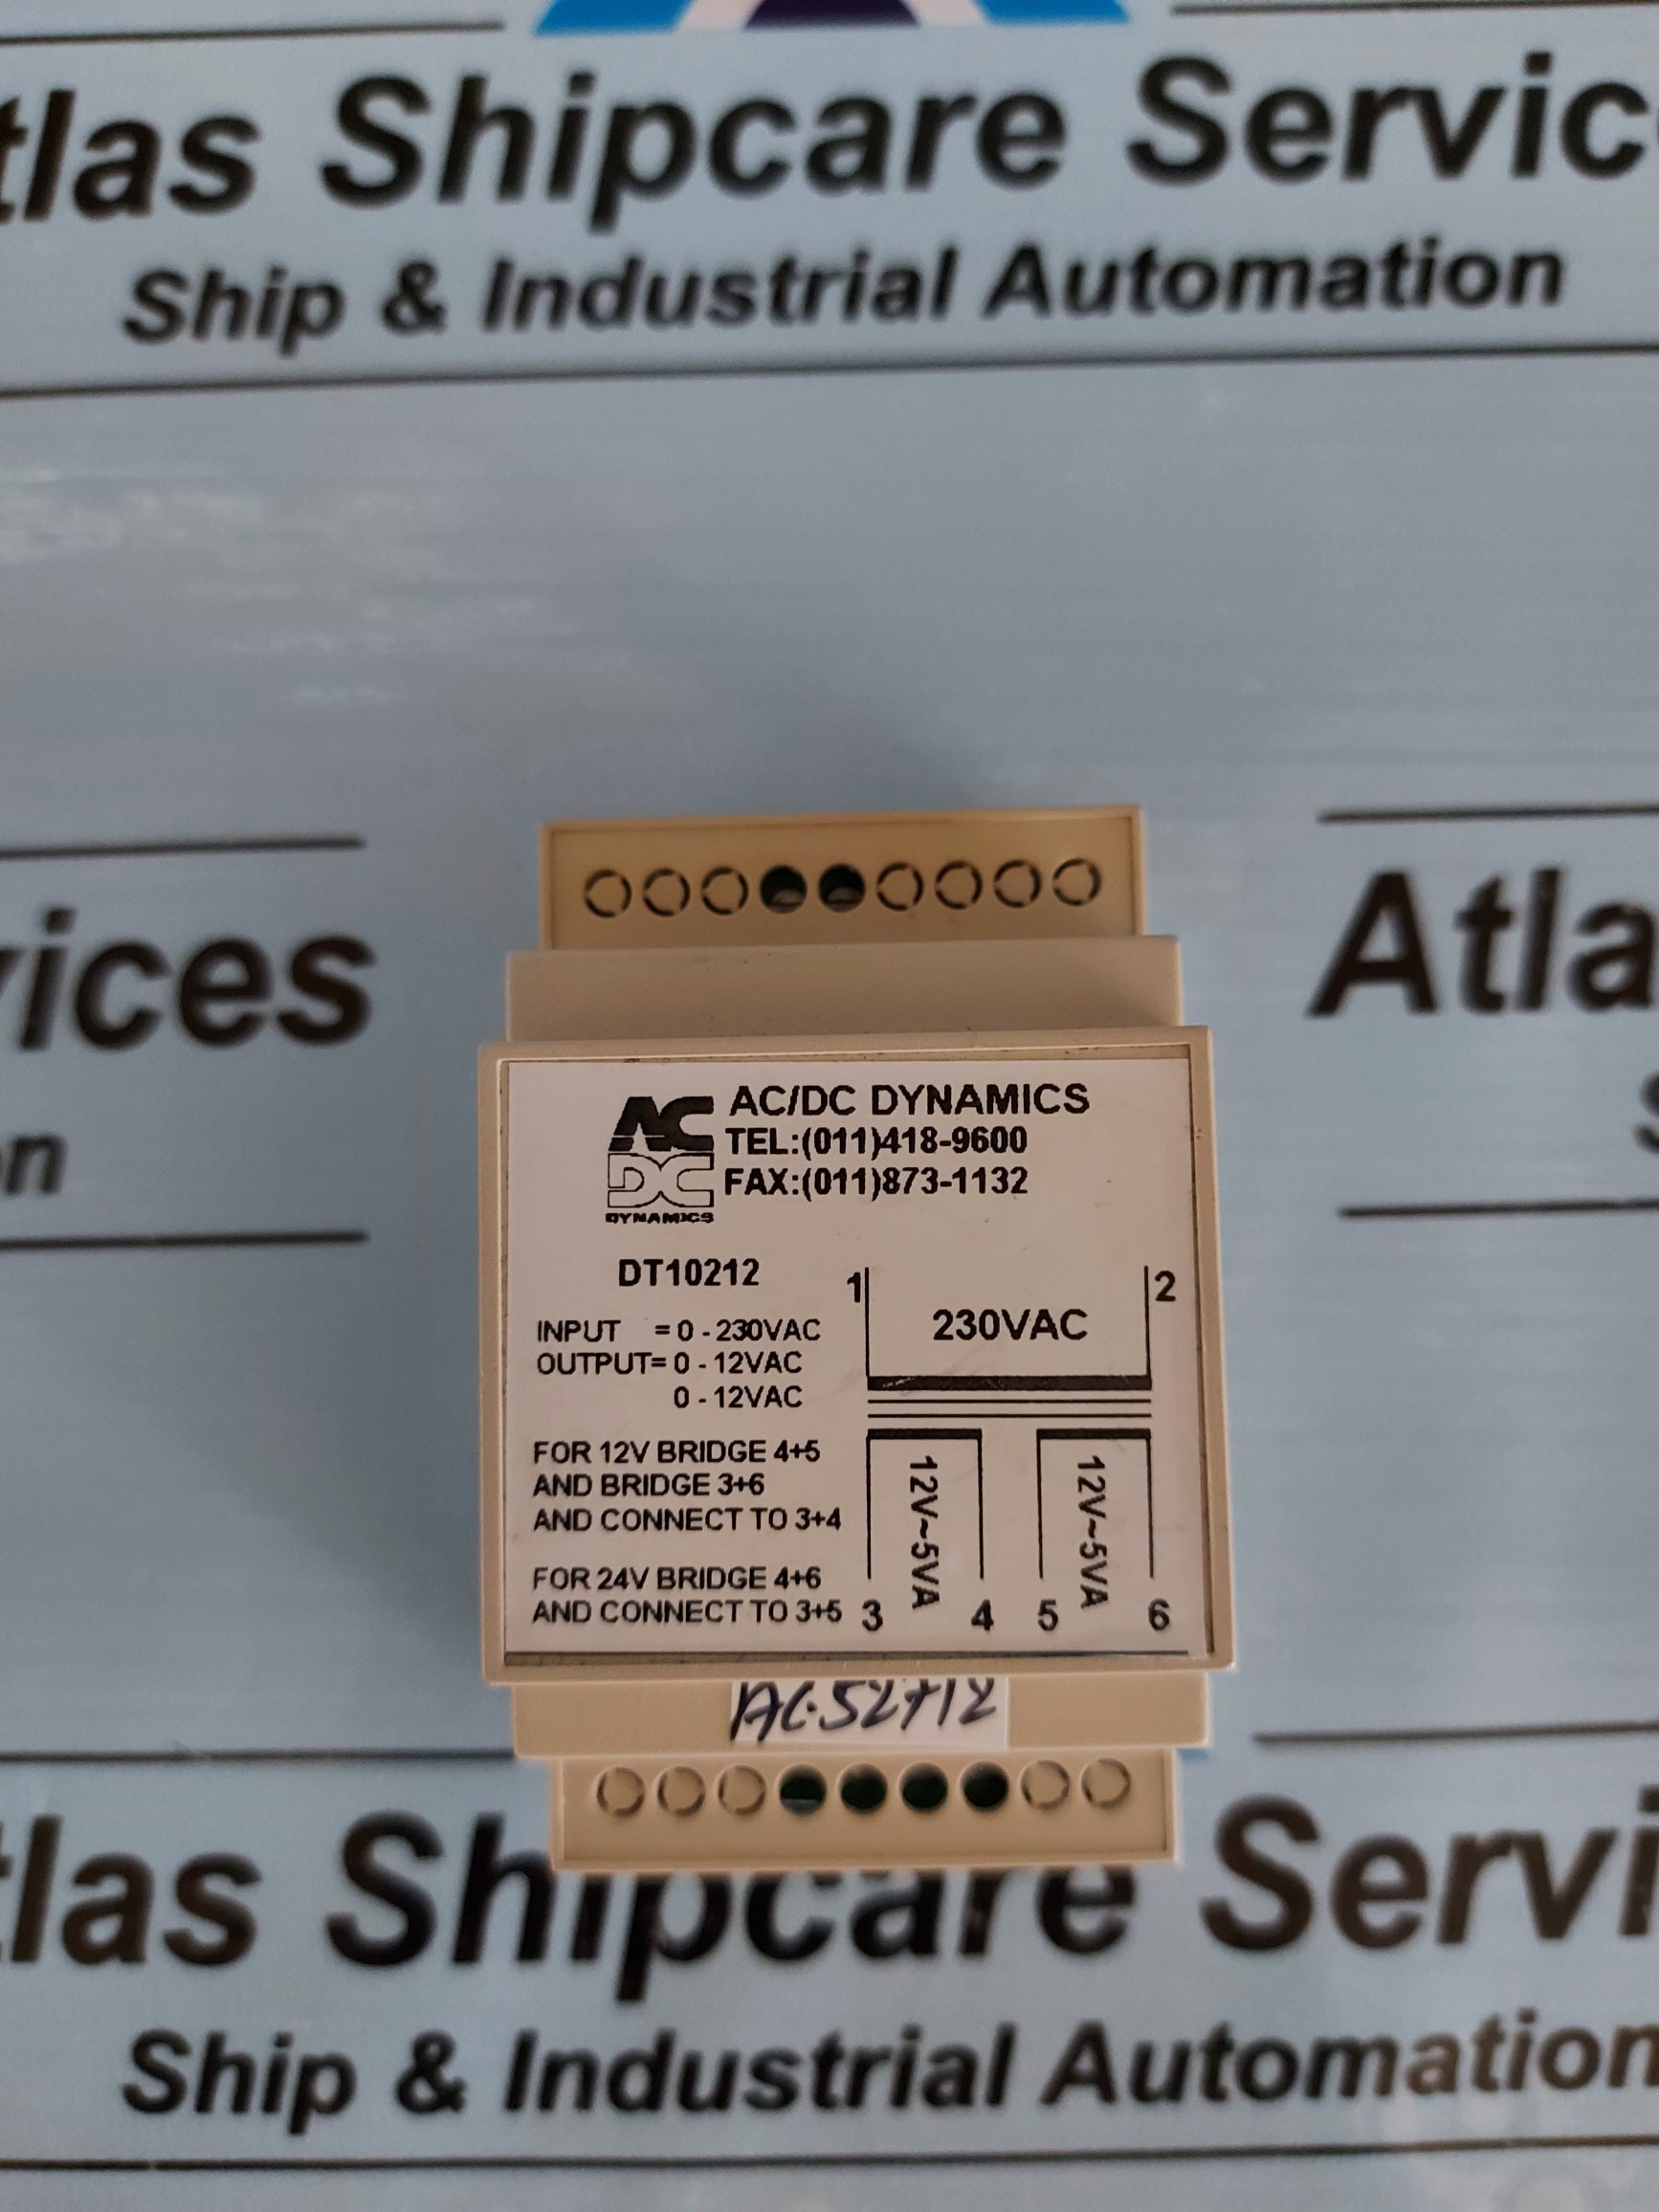 tlas Shipcare Servic
Ship & Industrial Automation
vices
on
Atla
S
AC
DC
DYNAMICS
AC/DC DYNAMICS
TEL:(011)418-9600
FAX:(011)873-1132
DT10212
INPUT = 0 - 230VAC
OUTPUT= 0 - 12VAC
0 - 12VAC
FOR 12V BRIDGE 4+5
AND BRIDGE 3+6
AND CONNECT TO 3+4
FOR 24V BRIDGE 4+6
AND CONNECT TO 3+5
1
2
230VAC
12V~5VA
12V~5VA
3 4 5 6
AC-52712
tlas Shipcare Servi
Ship & Industrial Automation